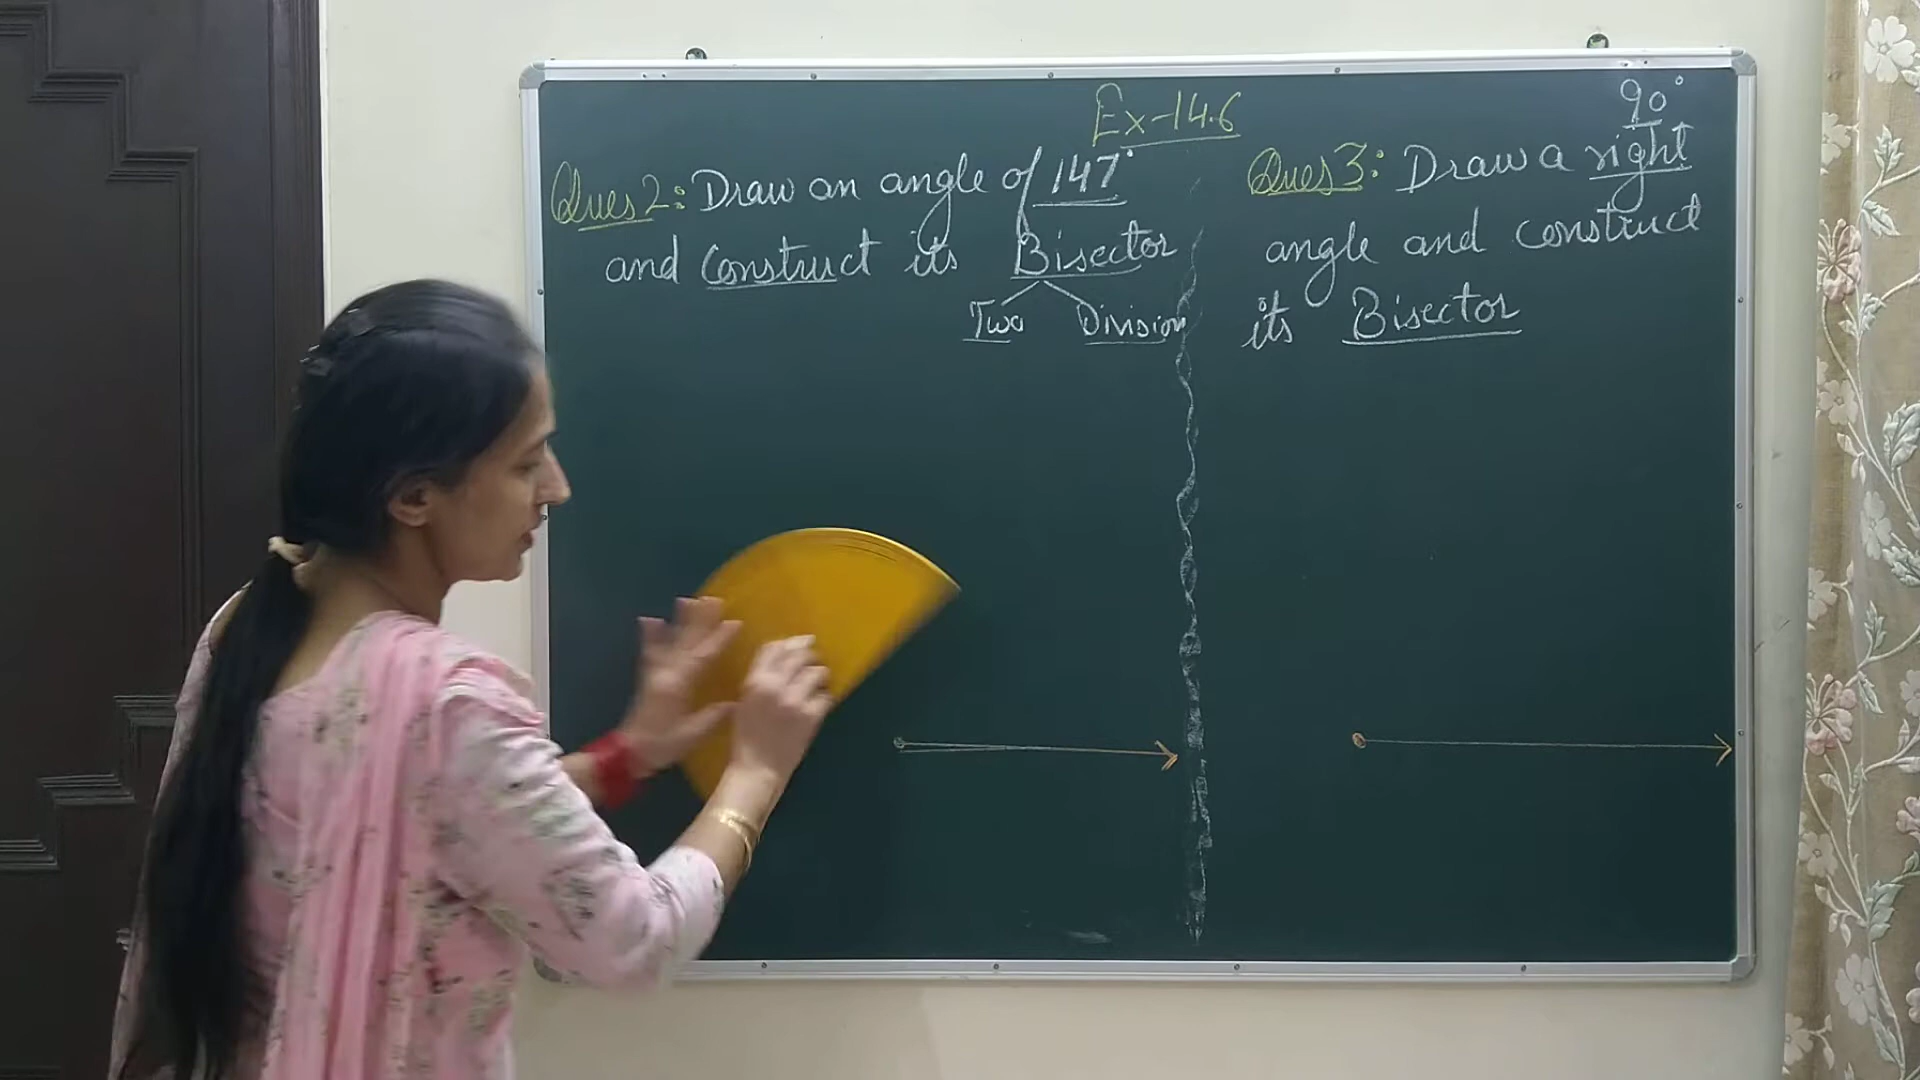 Ex-14.6
Ques 2: Draw an angle of 147°
and construct its Bisector
Two Division
90°
Ques 3: Draw a right
angle and construct
its Bisector